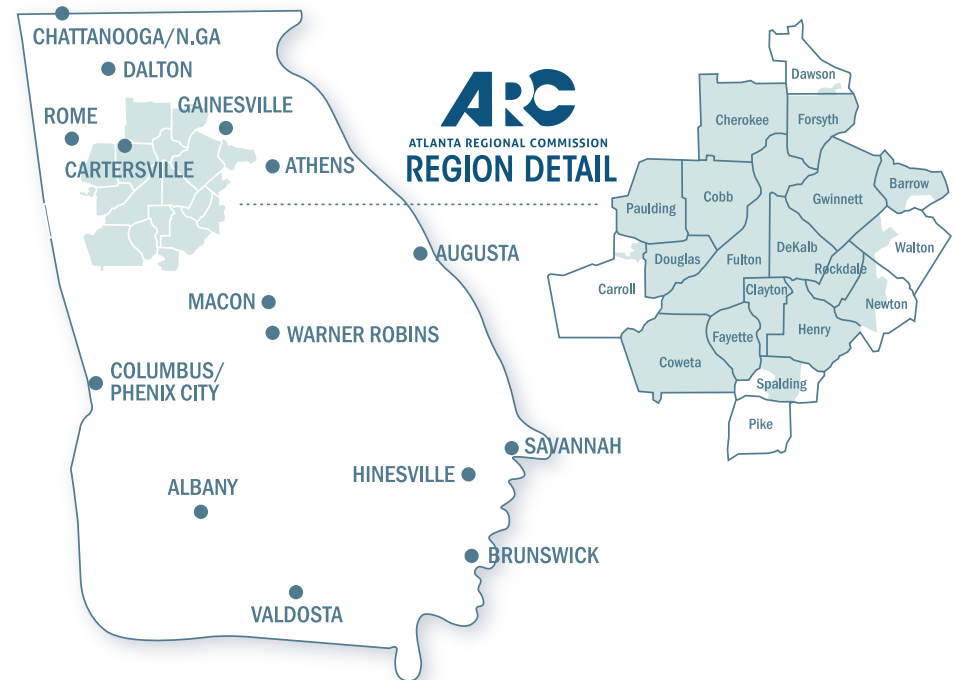 CHATTANOOGA/N.GA
DALTON
ROME
GAINESVILLE
CARTERSVILLE
ATHENS
AUGUSTA
MACON
WARNER ROBINS
COLUMBUS/
PHENIX CITY
SAVANNAH
HINESVILLE
ALBANY
BRUNSWICK
VALDOSTA
ARC
ATLANTA REGIONAL COMMISSION
REGION DETAIL
Dawson
Cherokee
Forsyth
Barrow
Cobb
Gwinnett
Paulding
DeKalb
Walton
Douglas
Fulton
Rockdale
Carroll
Clayton
Newton
Henry
Fayette
Coweta
Spalding
Pike